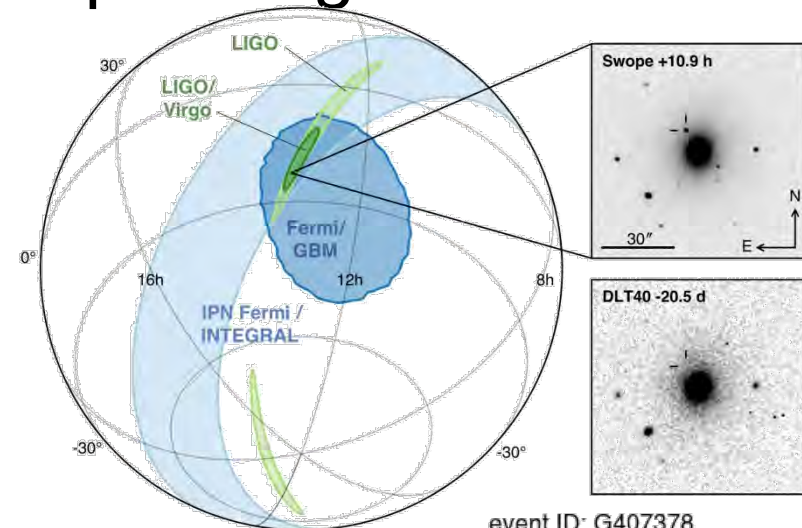 LIGO
30°
LIGO/
Virgo
Swope +10.9 h
N
Fermi/
GBM
30″
E
0°
16h
12h
8h
IPN Fermi /
INTEGRAL
DLT40 -20.5 d
-30°
-30°
event ID: G407378